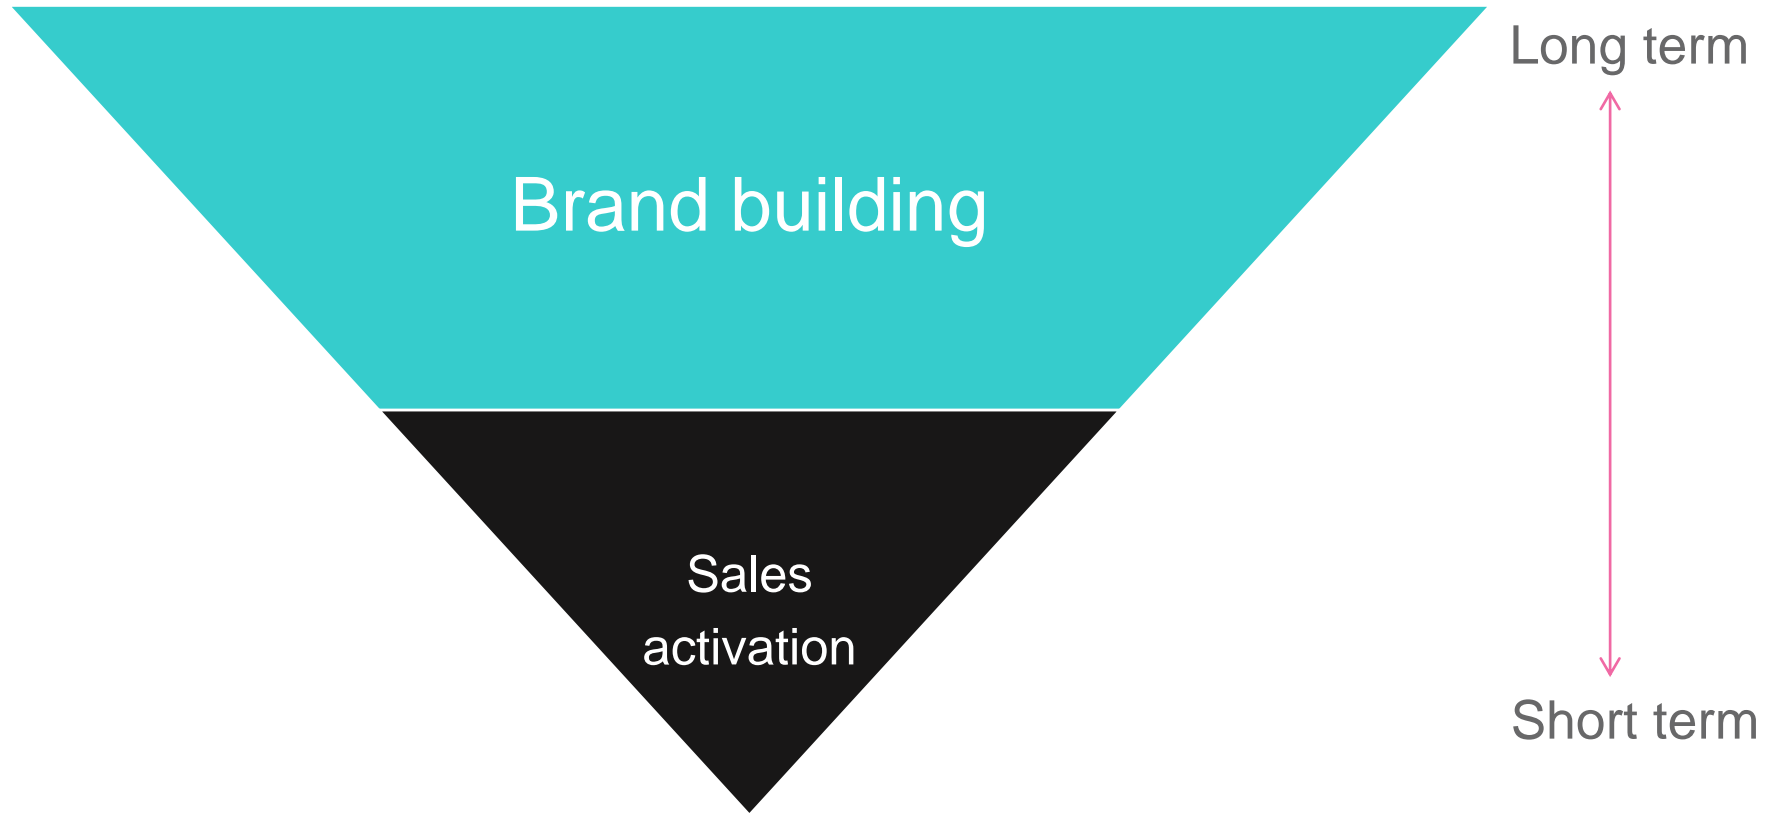 Long term
Brand building
Sales
activation
Short term